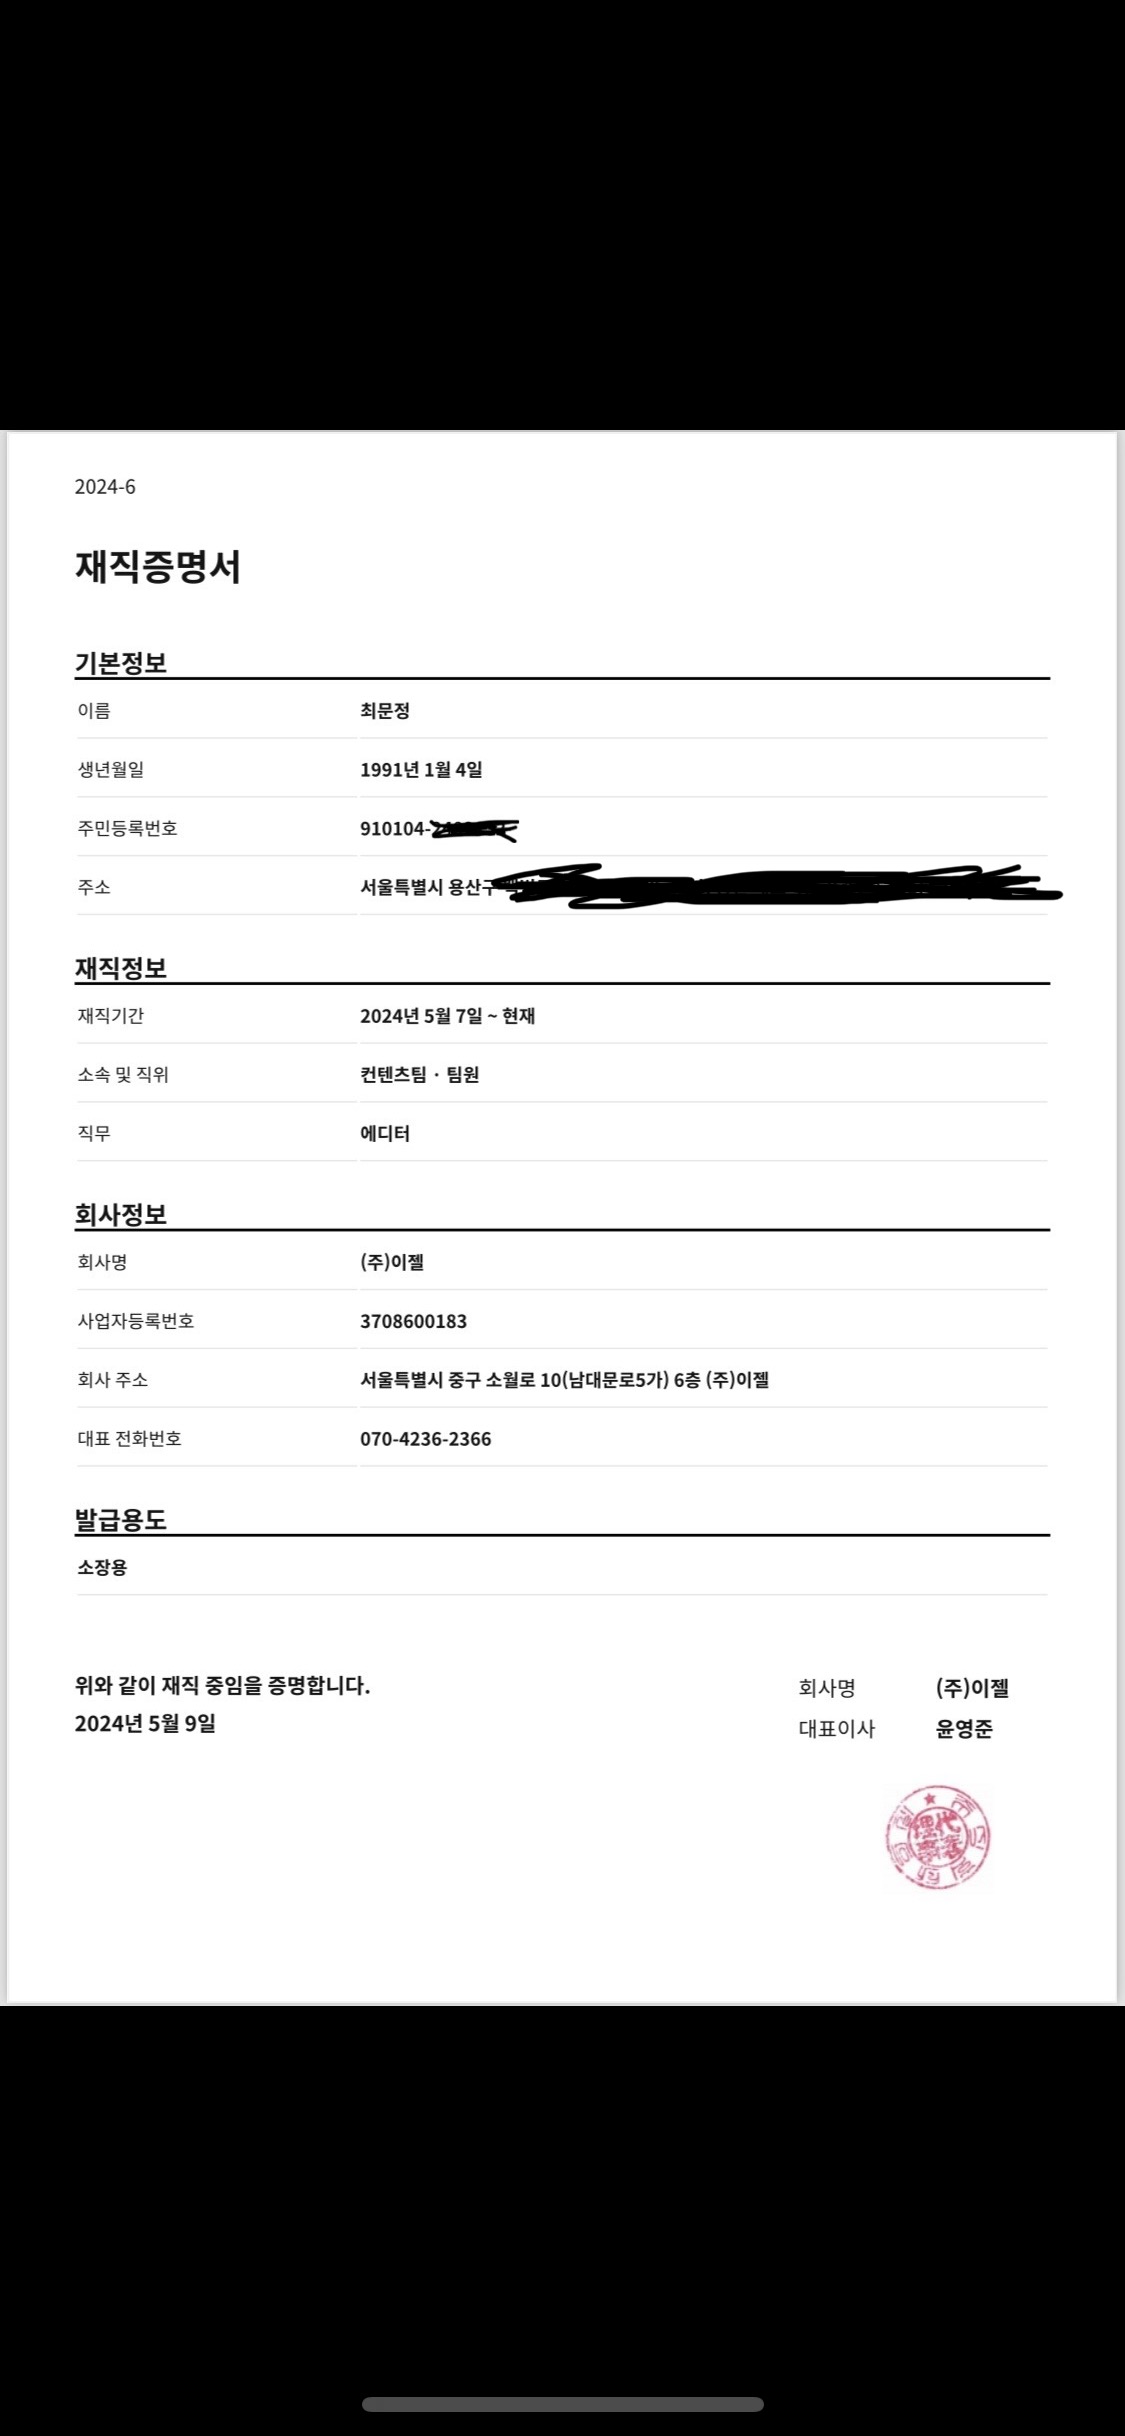 2024-6
재직증명서
기본정보
이름 최문정
생년월일 1991년 1월 4일
주민등록번호 910104-
주소 서울특별시 용산구
재직정보
재직기간 2024년 5월 7일 ~ 현재
소속 및 직위 컨텐츠팀 · 팀원
직무 에디터
회사정보
회사명 (주)이젤
사업자등록번호 3708600183
회사 주소 서울특별시 중구 소월로 10(남대문로5가) 6층 (주)이젤
대표 전화번호 070-4236-2366
발급용도
소장용
위와 같이 재직 중임을 증명합니다.
2024년 5월 9일
회사명 (주)이젤
대표이사 윤영준